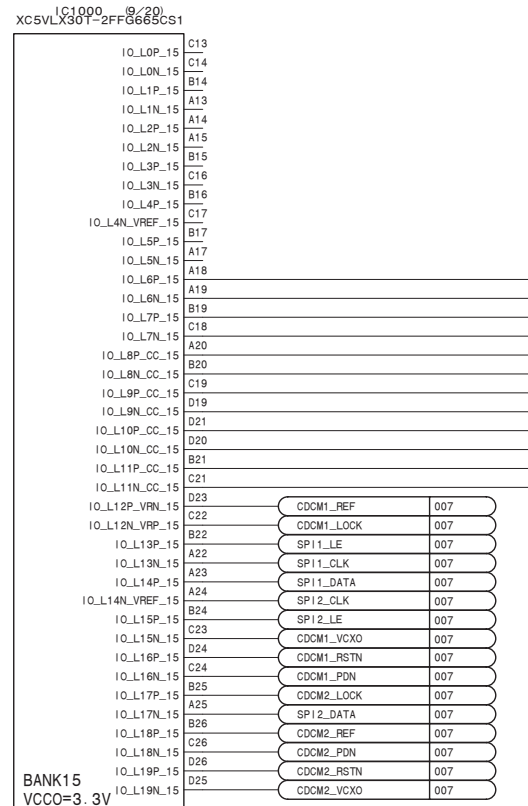 IC1000 (9/20)
XC5VLX30T-2FFG665CS1
IO_L0P_15 C13
IO_L0N_15 C14
IO_L1P_15 B14
IO_L1N_15 A13
IO_L2P_15 A14
IO_L2N_15 A15
IO_L3P_15 B15
IO_L3N_15 C16
IO_L4P_15 B16
IO_L4N_VREF_15 C17
IO_L5P_15 B17
IO_L5N_15 A17
IO_L6P_15 A18
IO_L6N_15 A19
IO_L7P_15 B19
IO_L7N_15 C18
IO_L8P_CC_15 A20
IO_L8N_CC_15 B20
IO_L9P_CC_15 C19
IO_L9N_CC_15 D19
IO_L10P_CC_15 D21
IO_L10N_CC_15 D20
IO_L11P_CC_15 B21
IO_L11N_CC_15 C21
IO_L12P_VRN_15 D23 CDCM1_REF 007
IO_L12N_VRP_15 C22 CDCM1_LOCK 007
IO_L13P_15 B22 SPI1_LE 007
IO_L13N_15 A22 SPI1_CLK 007
IO_L14P_15 A23 SPI1_DATA 007
IO_L14N_VREF_15 A24 SPI2_CLK 007
IO_L15P_15 B24 SPI2_LE 007
IO_L15N_15 C23 CDCM1_VCXO 007
IO_L16P_15 D24 CDCM1_RSTN 007
IO_L16N_15 C24 CDCM1_PDN 007
IO_L17P_15 B25 CDCM2_LOCK 007
IO_L17N_15 A25 SPI2_DATA 007
IO_L18P_15 B26 CDCM2_REF 007
IO_L18N_15 C26 CDCM2_PDN 007
IO_L19P_15 D26 CDCM2_RSTN 007
IO_L19N_15 D25 CDCM2_VCXO 007
BANK15
VCCO=3.3V